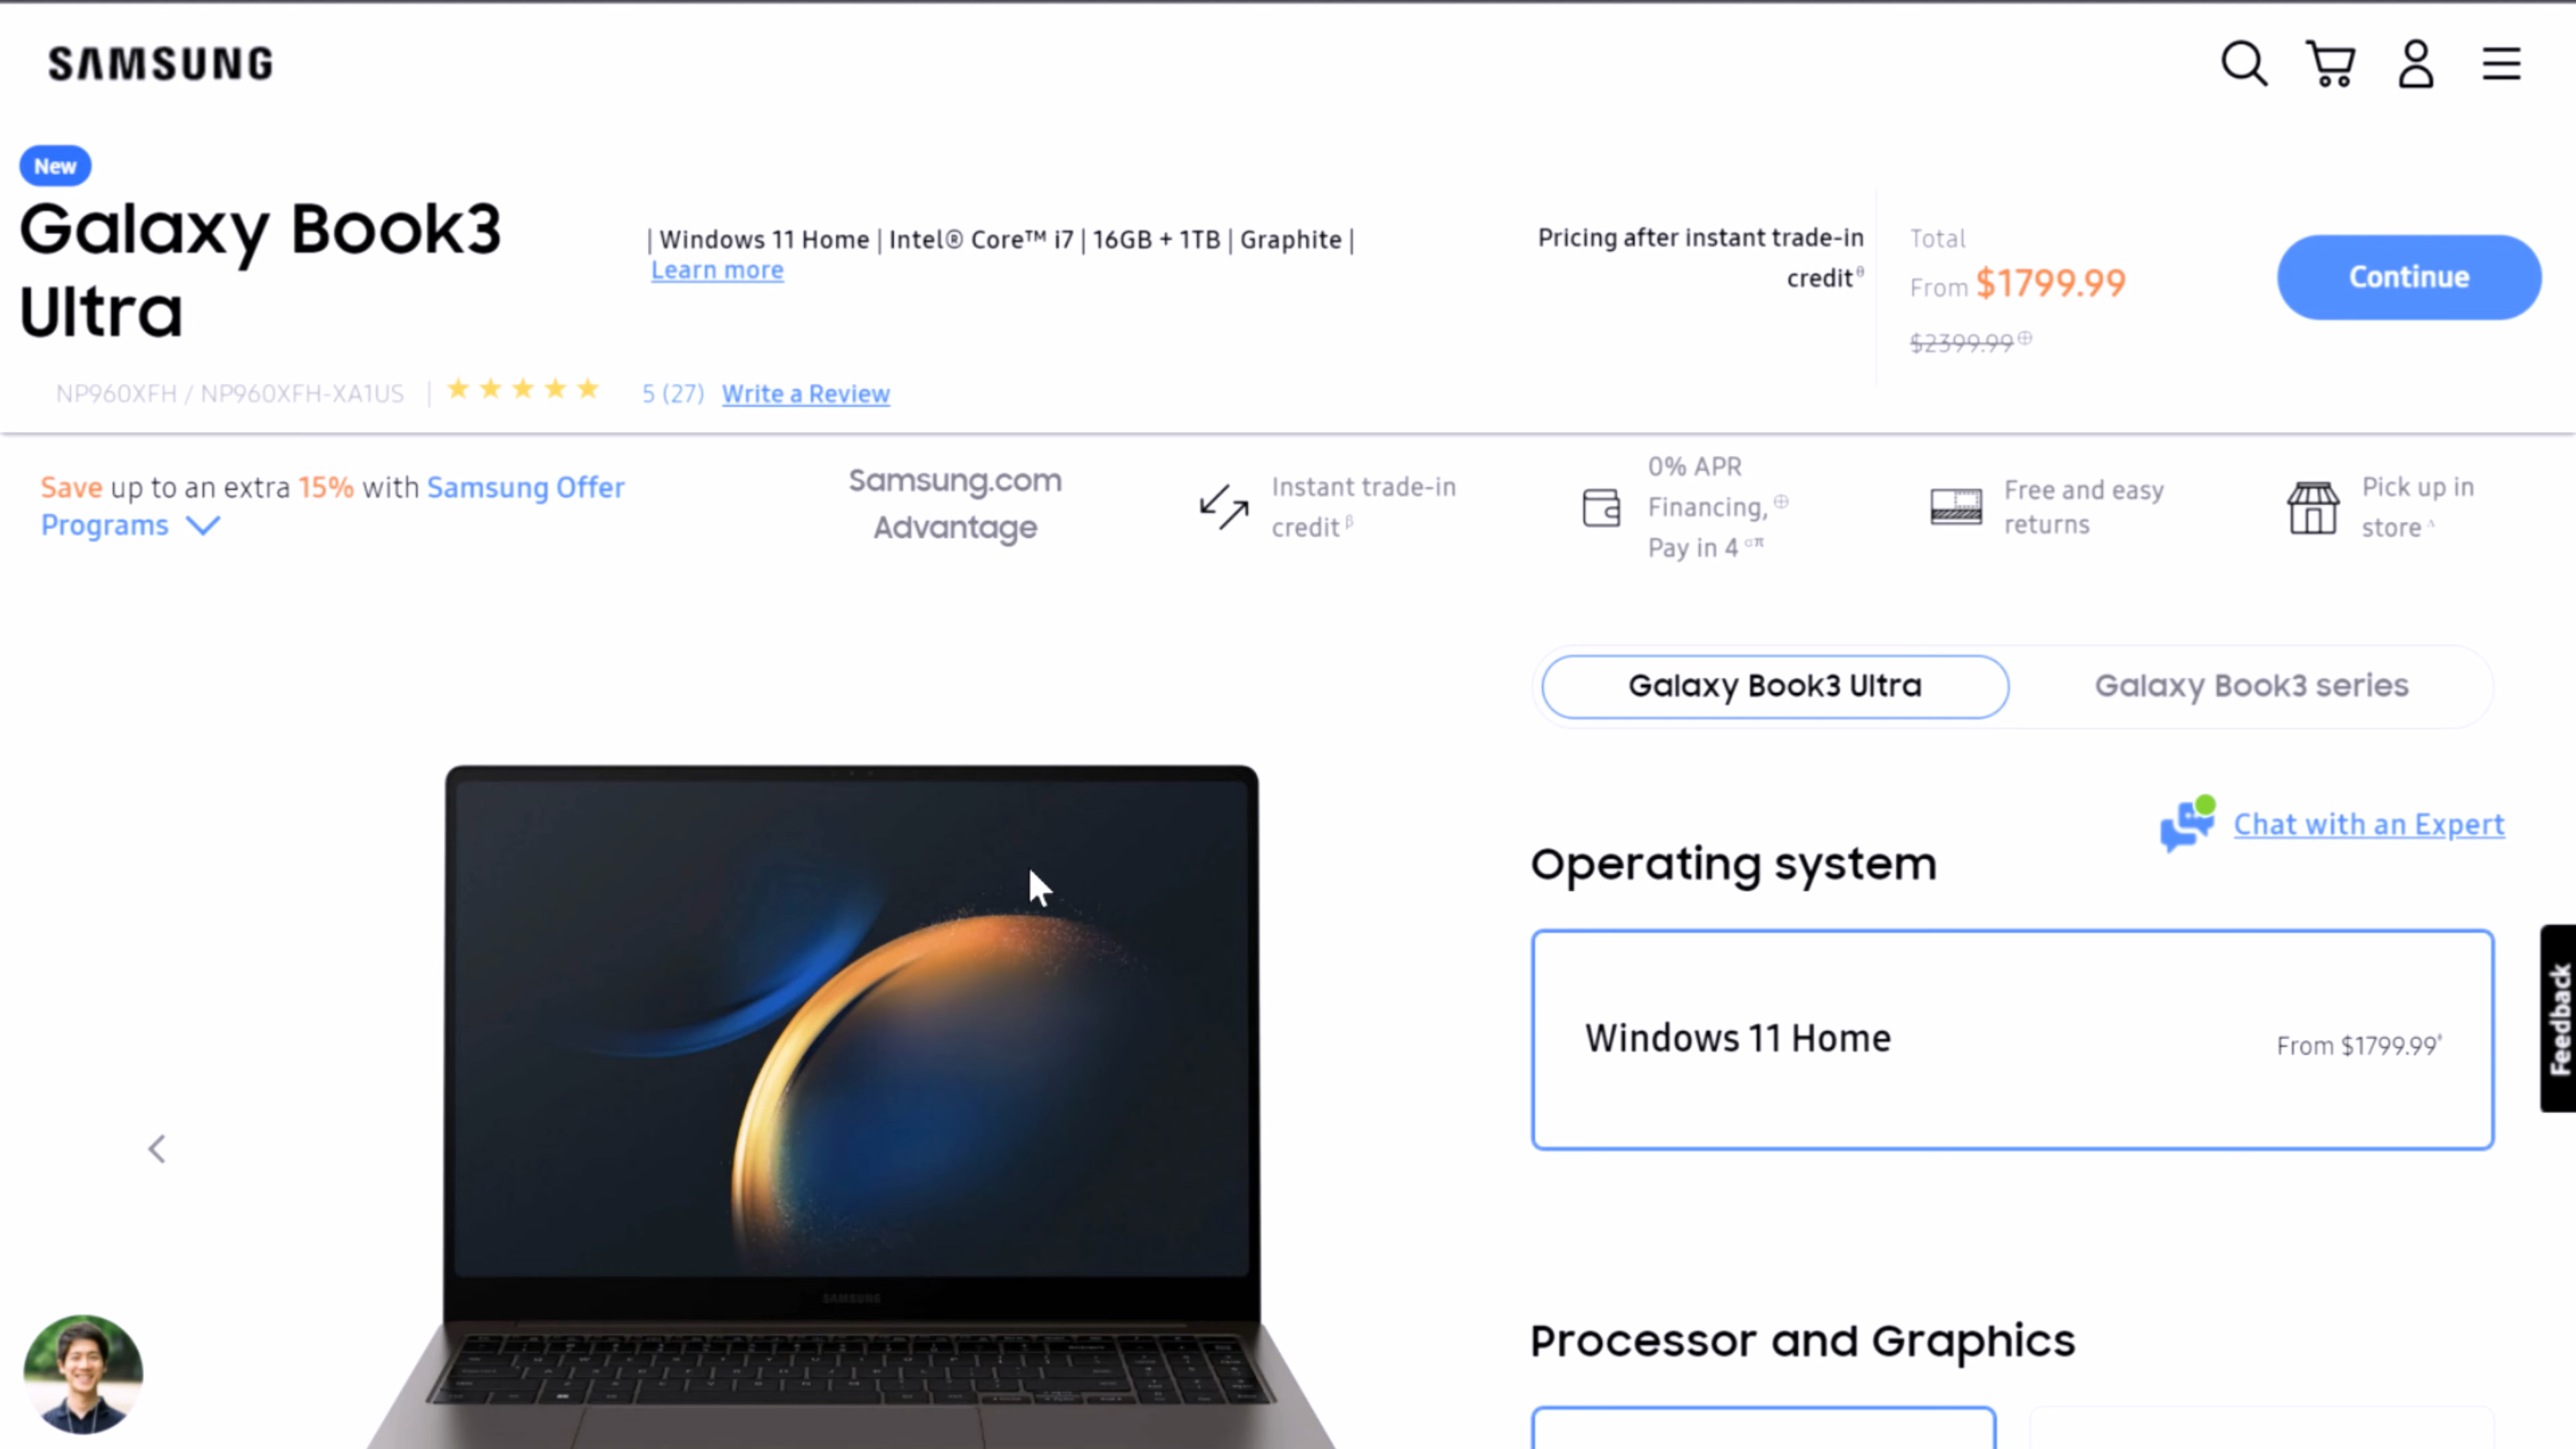 SAMSUNG
New
Galaxy Book3
Ultra
| Windows 11 Home | Intel® Core™ i7 | 16GB + 1TB | Graphite |
Learn more
Pricing after instant trade-in
credit⁰
Total
From $1799.99
$2399.99⊕
Continue
NP960XFH / NP960XFH-XA1US |
5 (27) Write a Review
Save up to an extra 15% with Samsung Offer
Programs
Samsung.com
Advantage
Instant trade-in
credit β
0% APR
Financing, ⊕
Pay in 4 σπ
Free and easy
returns
Pick up in
store ^
Galaxy Book3 Ultra
Galaxy Book3 series
Chat with an Expert
Operating system
Windows 11 Home
From $1799.99
Feedback
SAMSUNG
Processor and Graphics